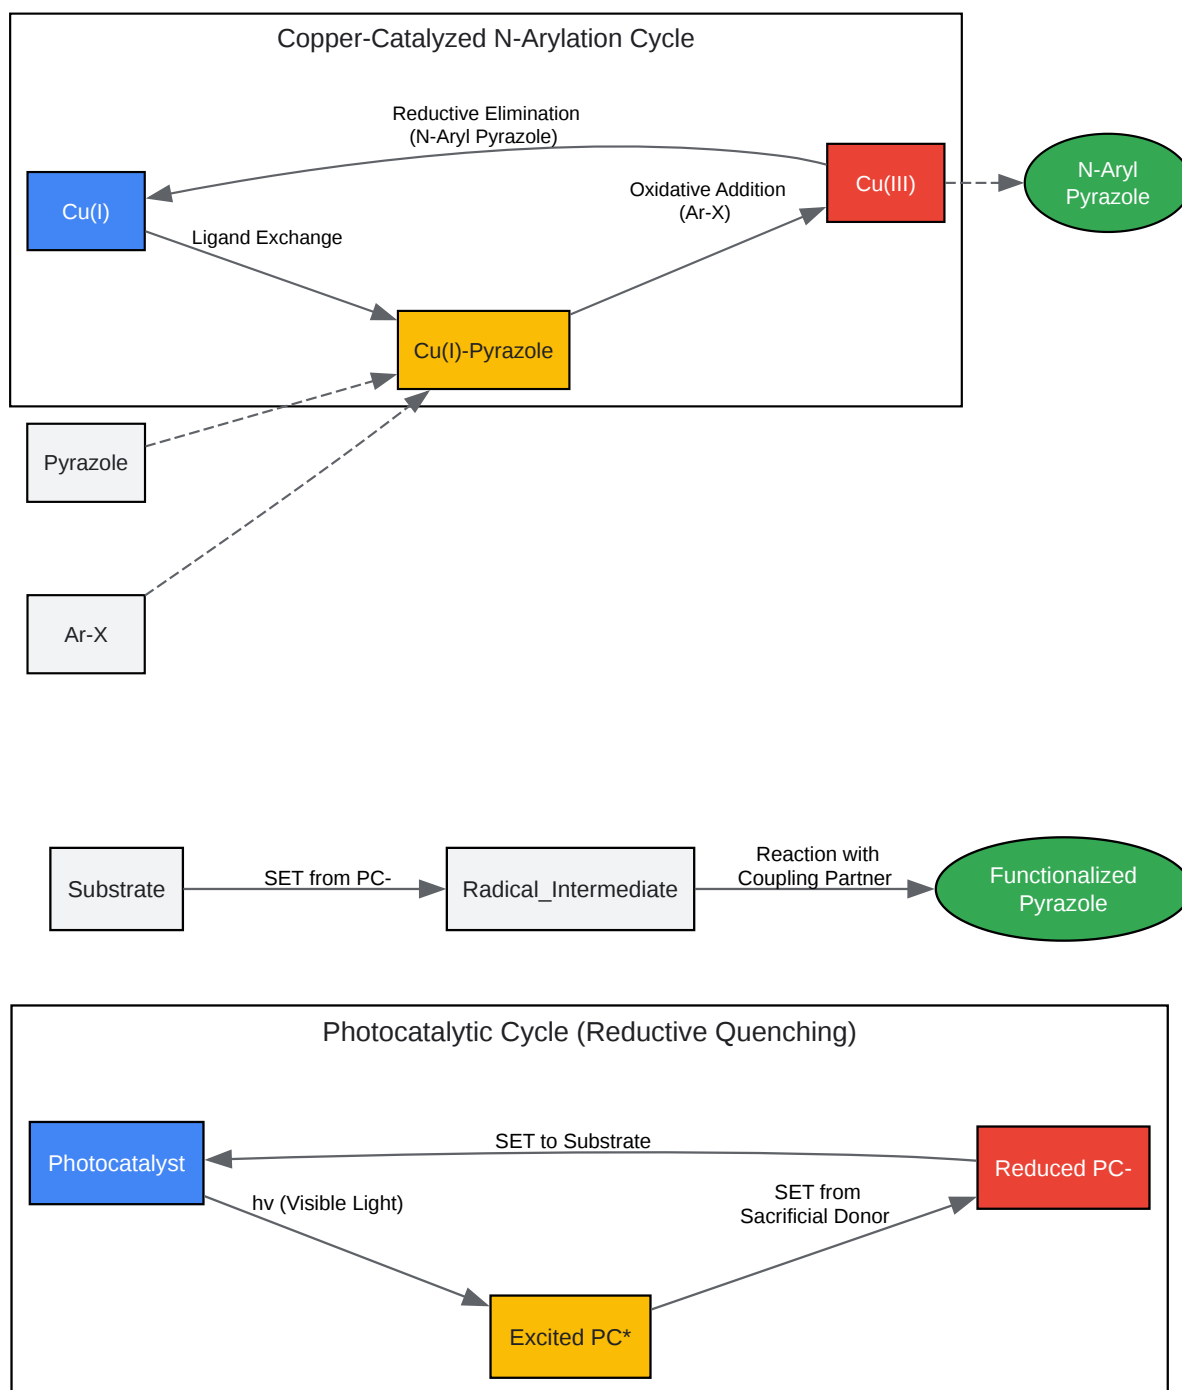 Copper-Catalyzed N-Arylation Cycle
Reductive Elimination
(N-Aryl Pyrazole)
Cu(I)
Ligand Exchange
Oxidative Addition
(Ar-X)
Cu(III)
N-Aryl
Pyrazole
Cu(I)-Pyrazole
Pyrazole
Ar-X
Substrate
SET from PC-
Radical_Intermediate
Reaction with
Coupling Partner
Functionalized
Pyrazole
Photocatalytic Cycle (Reductive Quenching)
Photocatalyst
SET to Substrate
Reduced PC-
hv (Visible Light)
SET from
Sacrificial Donor
Excited PC*